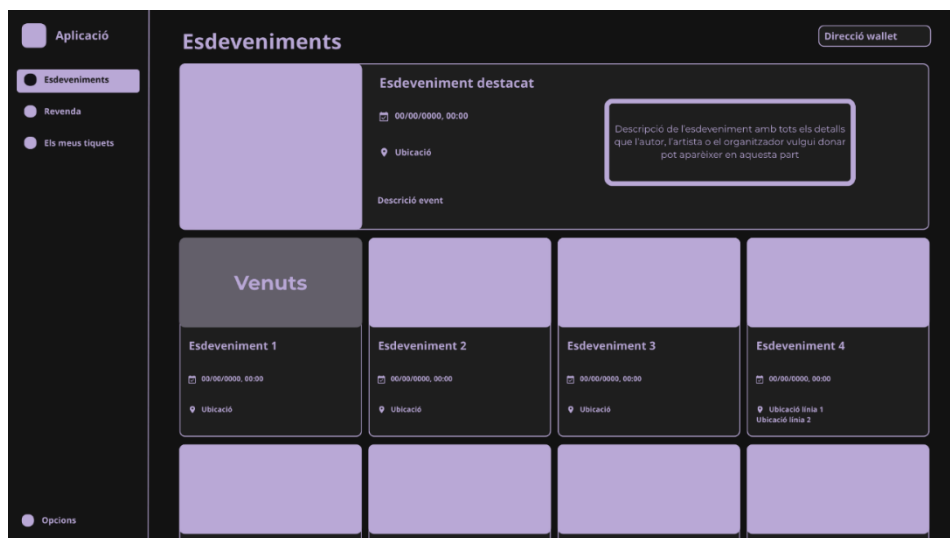 Aplicació
Esdeveniments
Revenda
Els meus tiquets
Opcions
Esdeveniments
Direcció wallet
Esdeveniment destacat
00/00/0000, 00:00
Ubicació
Descrició event
Descripció de l'esdeveniment amb tots els detalls
que l'autor, l'artista o el organitzador vulgui donar
pot aparèixer en aquesta part
Venuts
Esdeveniment 1
00/00/0000, 00:00
Ubicació
Esdeveniment 2
00/00/0000, 00:00
Ubicació
Esdeveniment 3
00/00/0000, 00:00
Ubicació
Esdeveniment 4
00/00/0000, 00:00
Ubicació línia 1
Ubicació línia 2